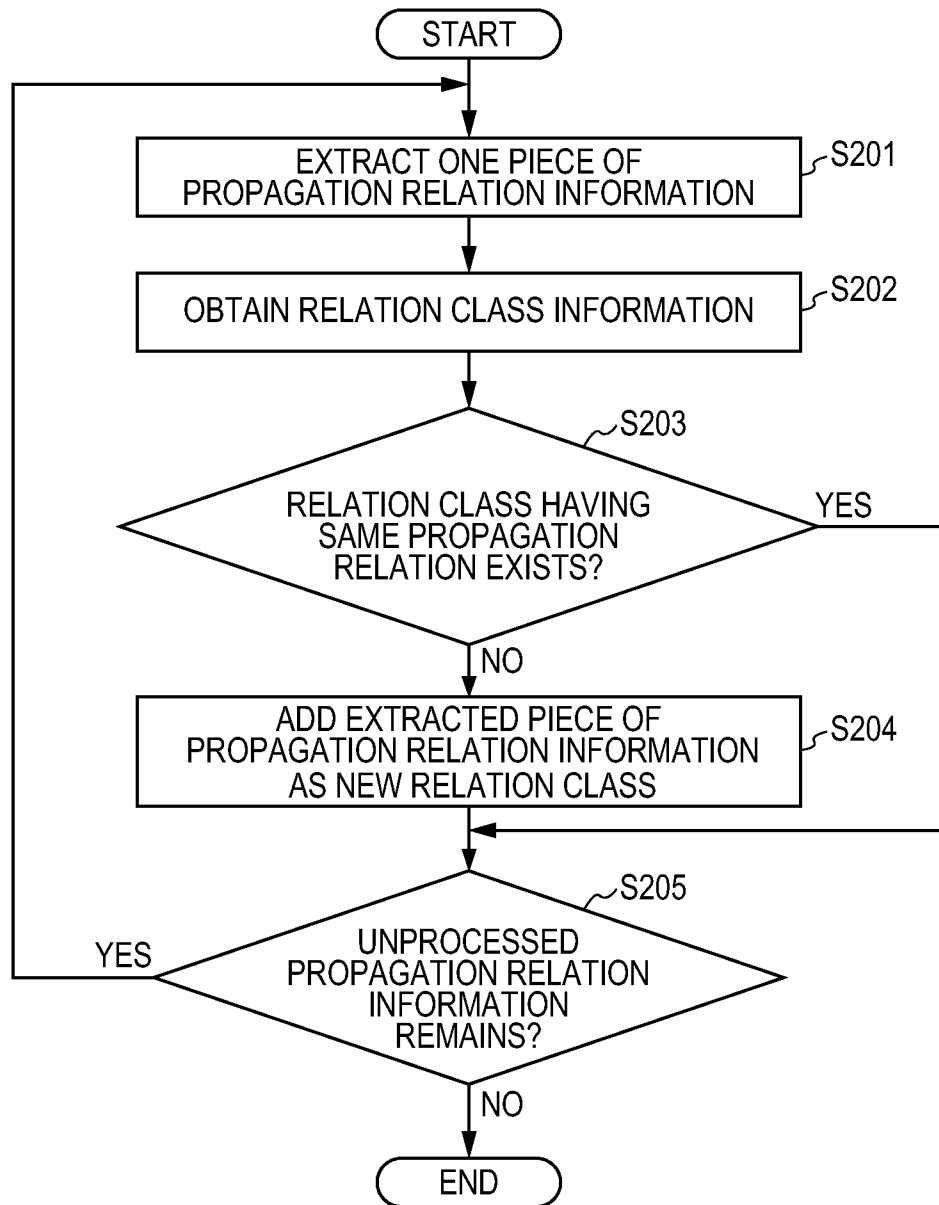 START
EXTRACT ONE PIECE OF
PROPAGATION RELATION INFORMATION
S201
OBTAIN RELATION CLASS INFORMATION
S202
S203
RELATION CLASS HAVING
SAME PROPAGATION
RELATION EXISTS?
YES
NO
ADD EXTRACTED PIECE OF
PROPAGATION RELATION INFORMATION
AS NEW RELATION CLASS
S204
S205
YES
UNPROCESSED
PROPAGATION RELATION
INFORMATION
REMAINS?
NO
END